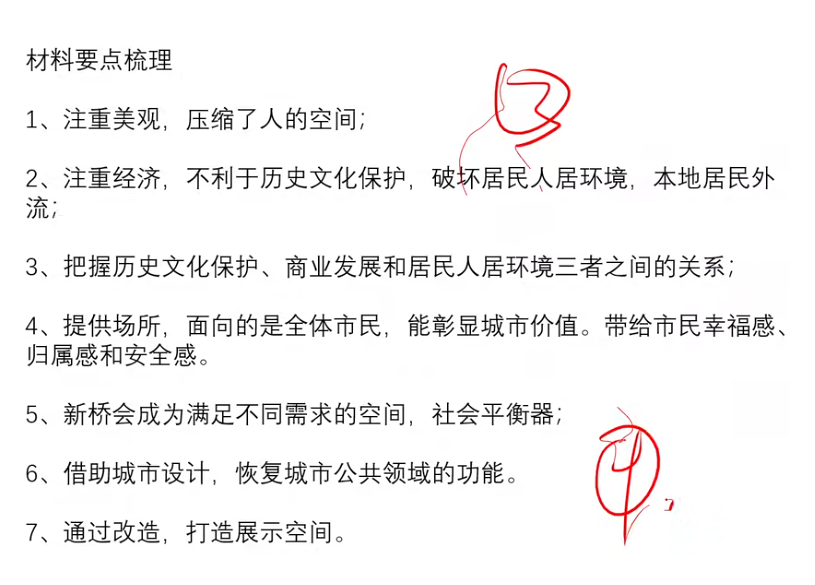 材料要点梳理
1、注重美观，压缩了人的空间；
2、注重经济，不利于历史文化保护，破坏居民人居环境，本地居民外
流；
3、把握历史文化保护、商业发展和居民人居环境三者之间的关系；
4、提供场所，面向的是全体市民，能彰显城市价值。带给市民幸福感、
归属感和安全感。
5、新桥会成为满足不同需求的空间，社会平衡器；
6、借助城市设计，恢复城市公共领域的功能。
7、通过改造，打造展示空间。